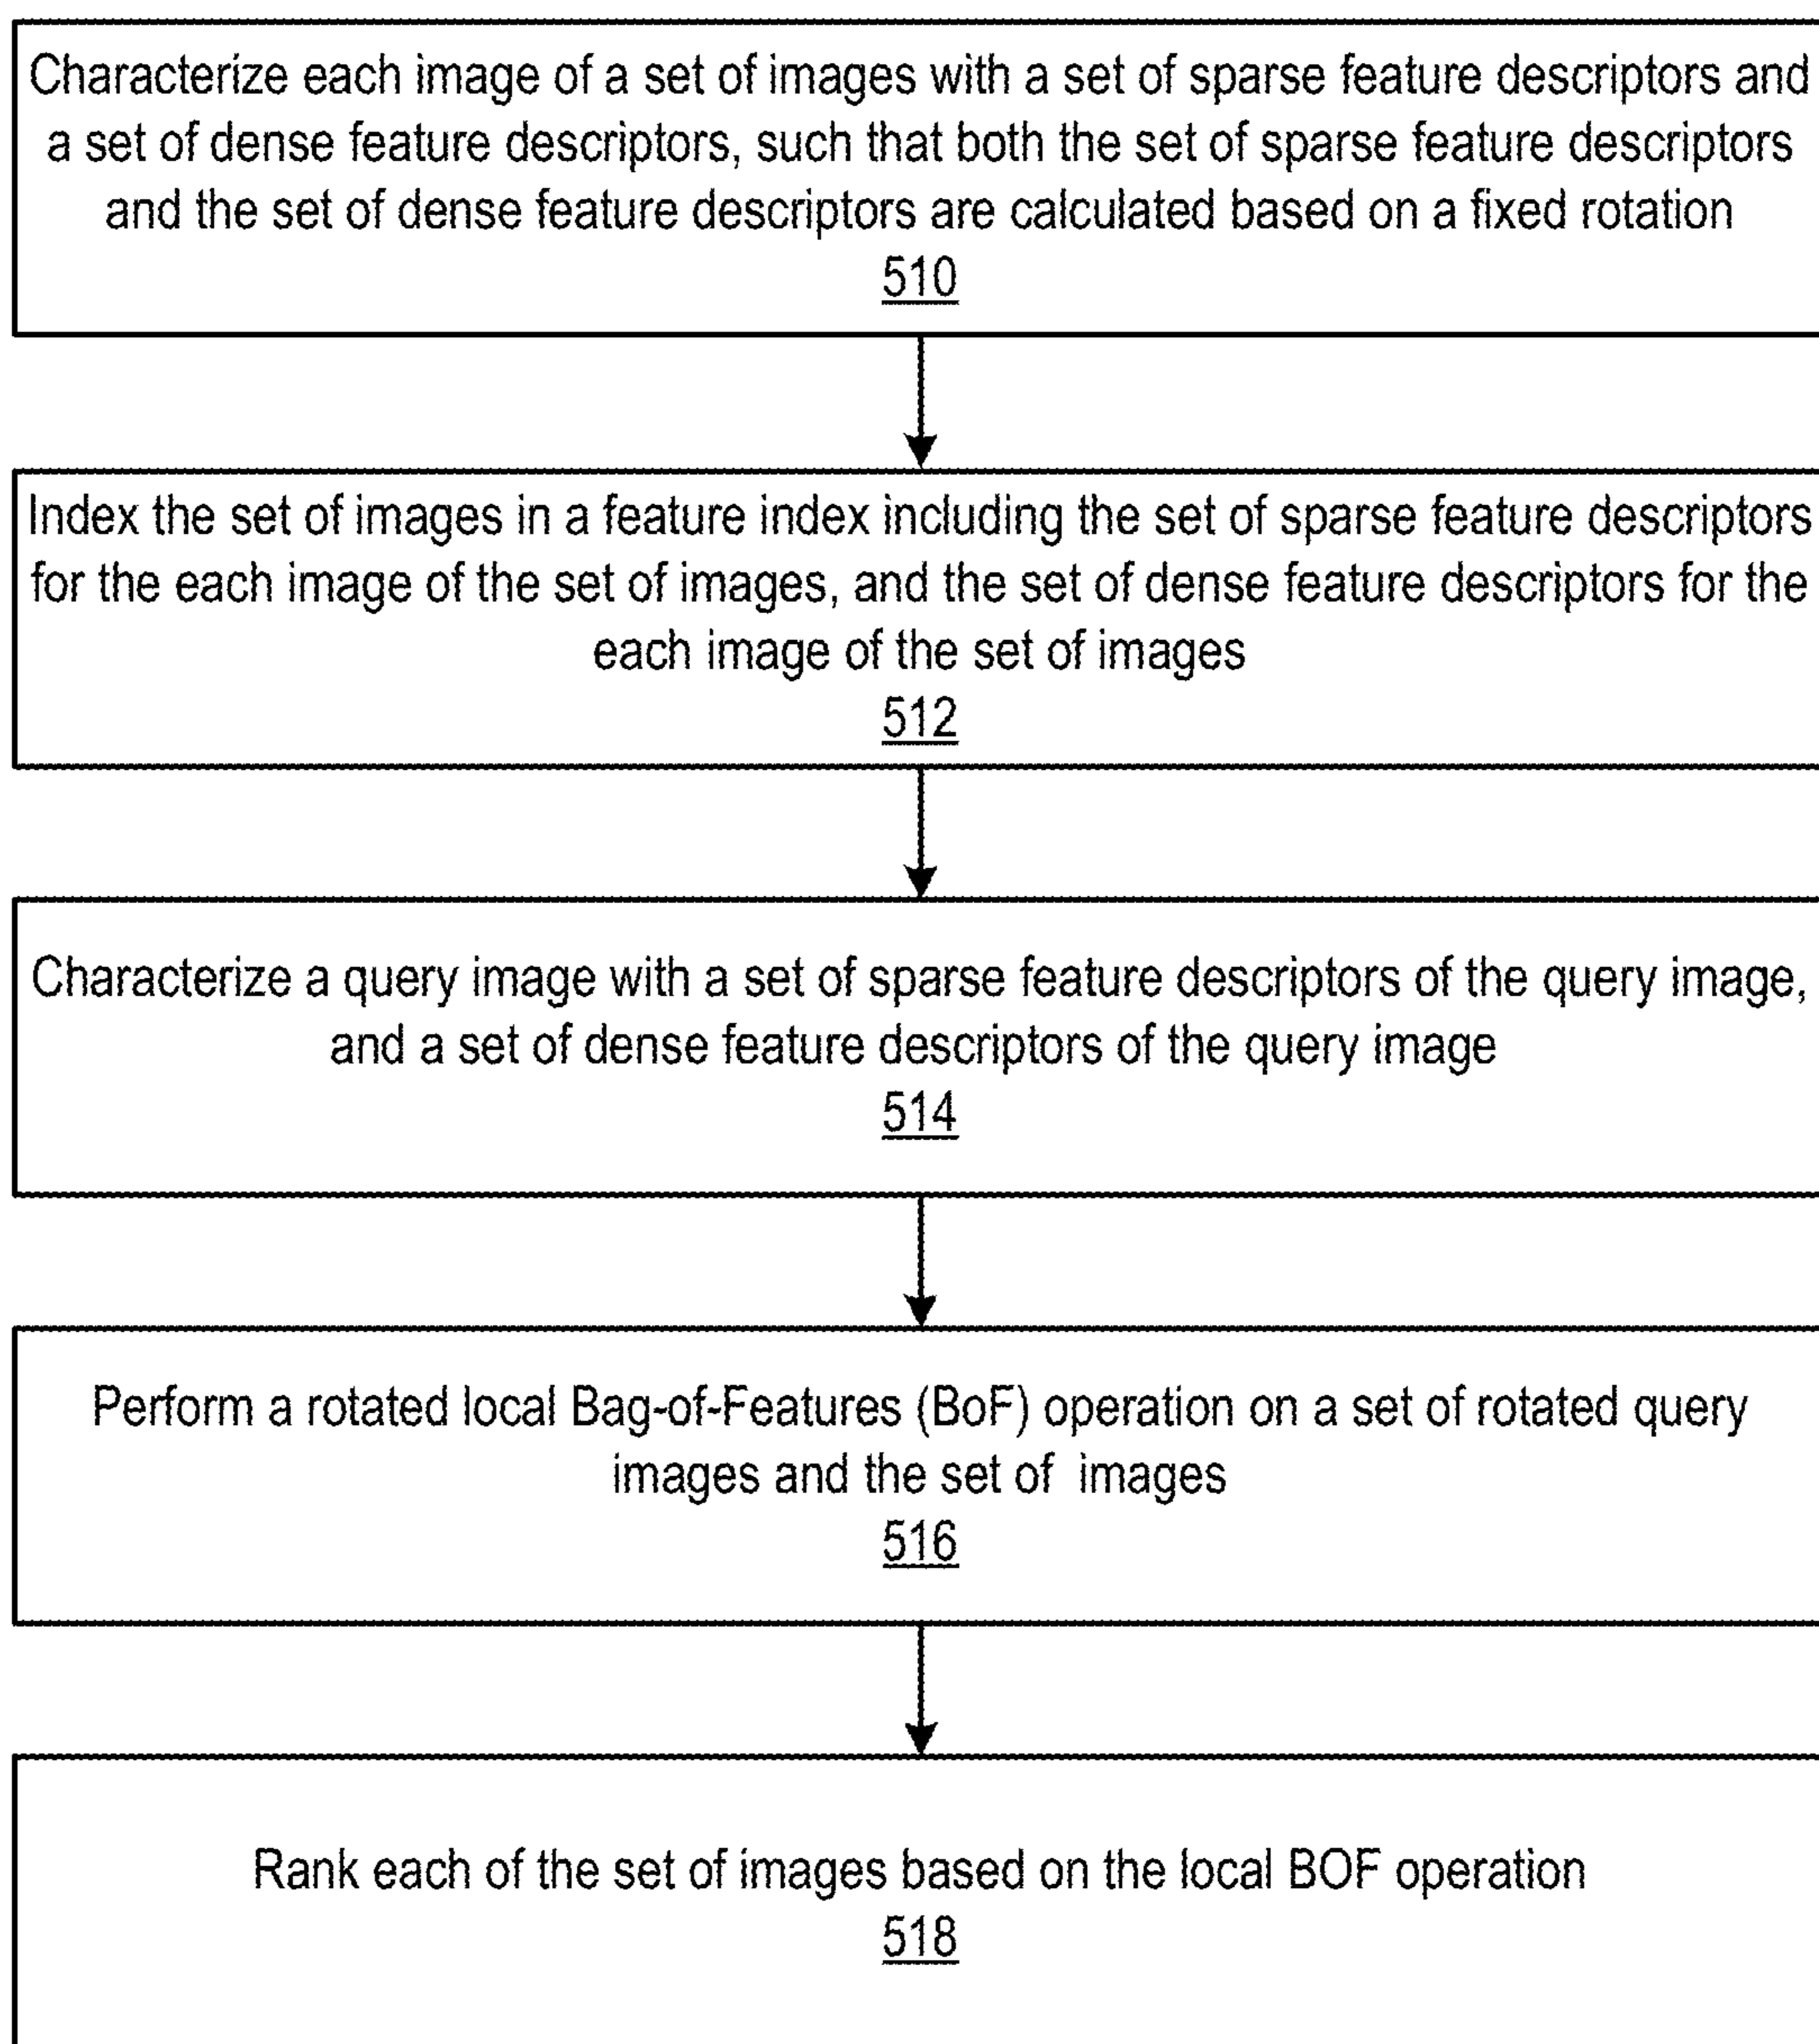 Characterize each image of a set of images with a set of sparse feature descriptors and
a set of dense feature descriptors, such that both the set of sparse feature descriptors
and the set of dense feature descriptors are calculated based on a fixed rotation
510
Index the set of images in a feature index including the set of sparse feature descriptors
for the each image of the set of images, and the set of dense feature descriptors for the
each image of the set of images
512
Characterize a query image with a set of sparse feature descriptors of the query image,
and a set of dense feature descriptors of the query image
514
Perform a rotated local Bag-of-Features (BoF) operation on a set of rotated query
images and the set of images
516
Rank each of the set of images based on the local BOF operation
518